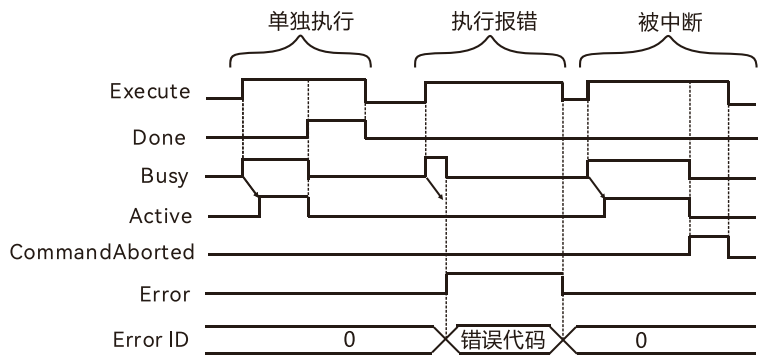 单独执行 执行报错 被中断
Execute
Done
Busy
Active
CommandAborted
Error
Error ID 0 错误代码 0